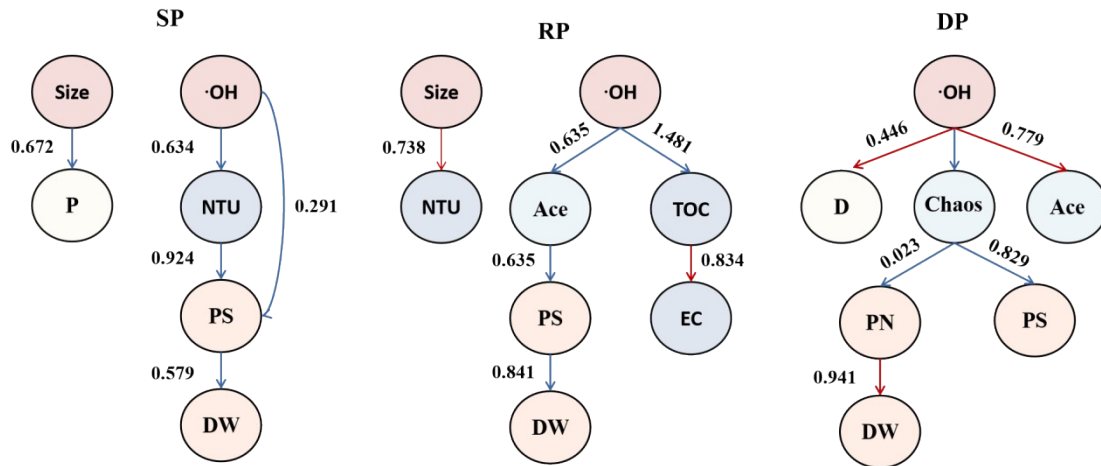 SP
Size
0.672
P
·OH
0.634
NTU
0.291
0.924
PS
0.579
DW
RP
Size
0.738
NTU
·OH
0.635
1.481
Ace
TOC
0.635
0.834
PS
EC
0.841
DW
DP
·OH
0.446
0.779
D
Chaos
Ace
0.023
0.829
PN
PS
0.941
DW